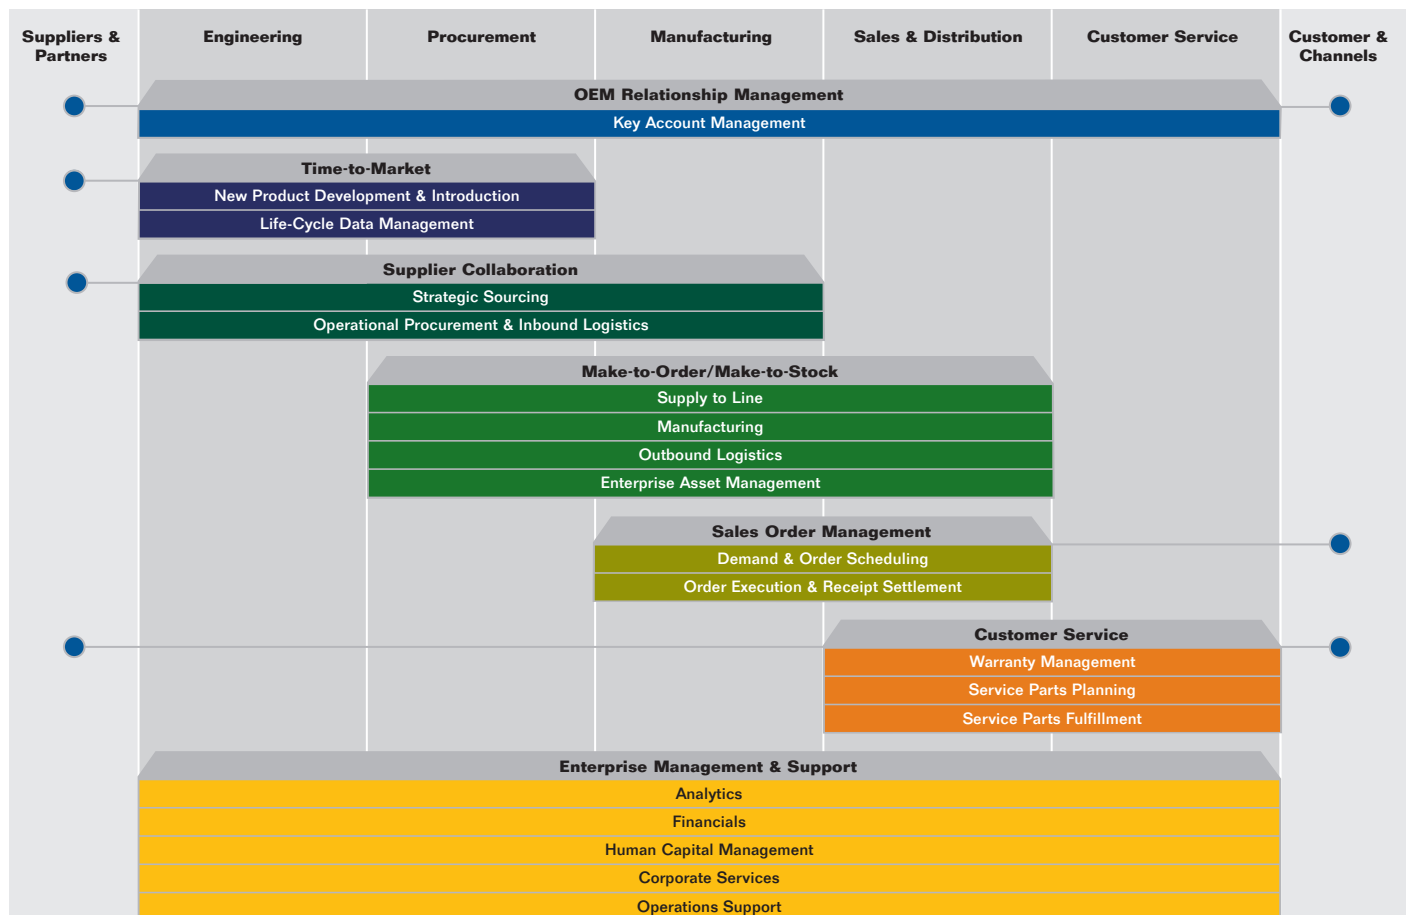 Suppliers &
Partners
Engineering
Procurement
Manufacturing
Sales & Distribution
Customer Service
Customer &
Channels
OEM Relationship Management
Key Account Management
Time-to-Market
New Product Development & Introduction
Life-Cycle Data Management
Supplier Collaboration
Strategic Sourcing
Operational Procurement & Inbound Logistics
Make-to-Order/Make-to-Stock
Supply to Line
Manufacturing
Outbound Logistics
Enterprise Asset Management
Sales Order Management
Demand & Order Scheduling
Order Execution & Receipt Settlement
Customer Service
Warranty Management
Service Parts Planning
Service Parts Fulfillment
Enterprise Management & Support
Analytics
Financials
Human Capital Management
Corporate Services
Operations Support